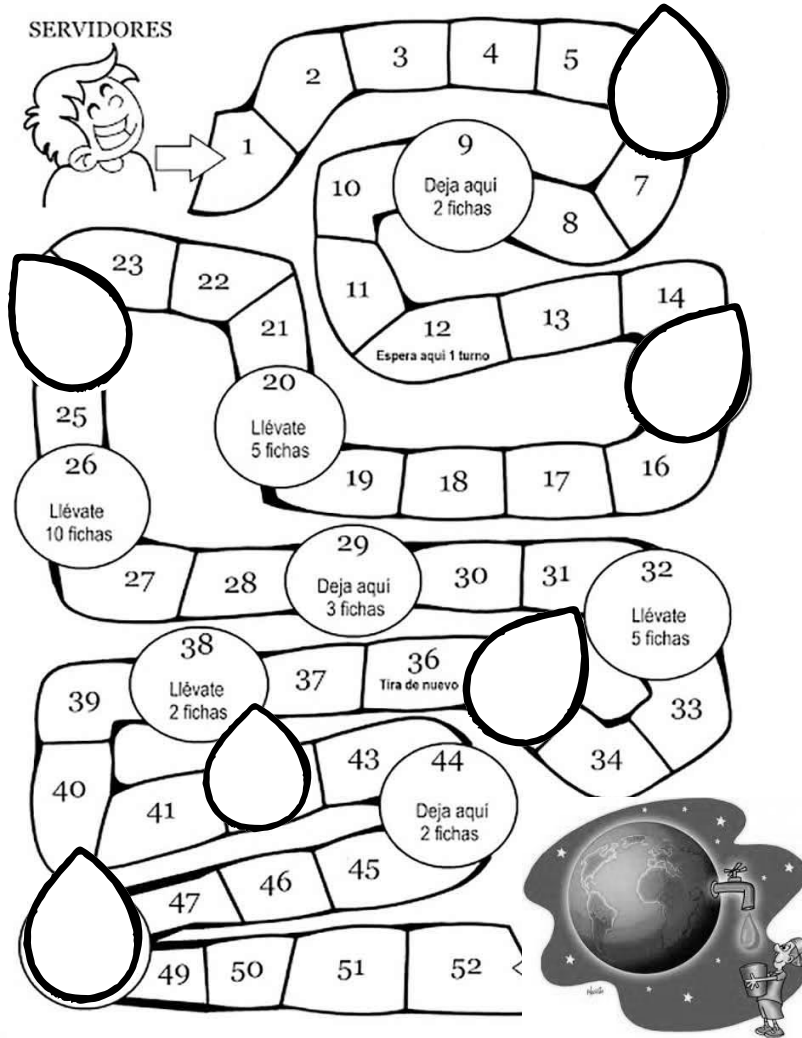 SERVIDORES
1
2
3
4
5
7
8
9
Deja aquí
2 fichas
10
11
12
Espera aqui 1 turno
13
14
16
17
18
19
20
Llévate
5 fichas
21
22
23
25
26
Llévate
10 fichas
27
28
29
Deja aquí
3 fichas
30
31
32
Llévate
5 fichas
33
34
36
Tira de nuevo
37
38
Llévate
2 fichas
39
40
41
43
44
Deja aquí
2 fichas
45
46
47
49
50
51
52